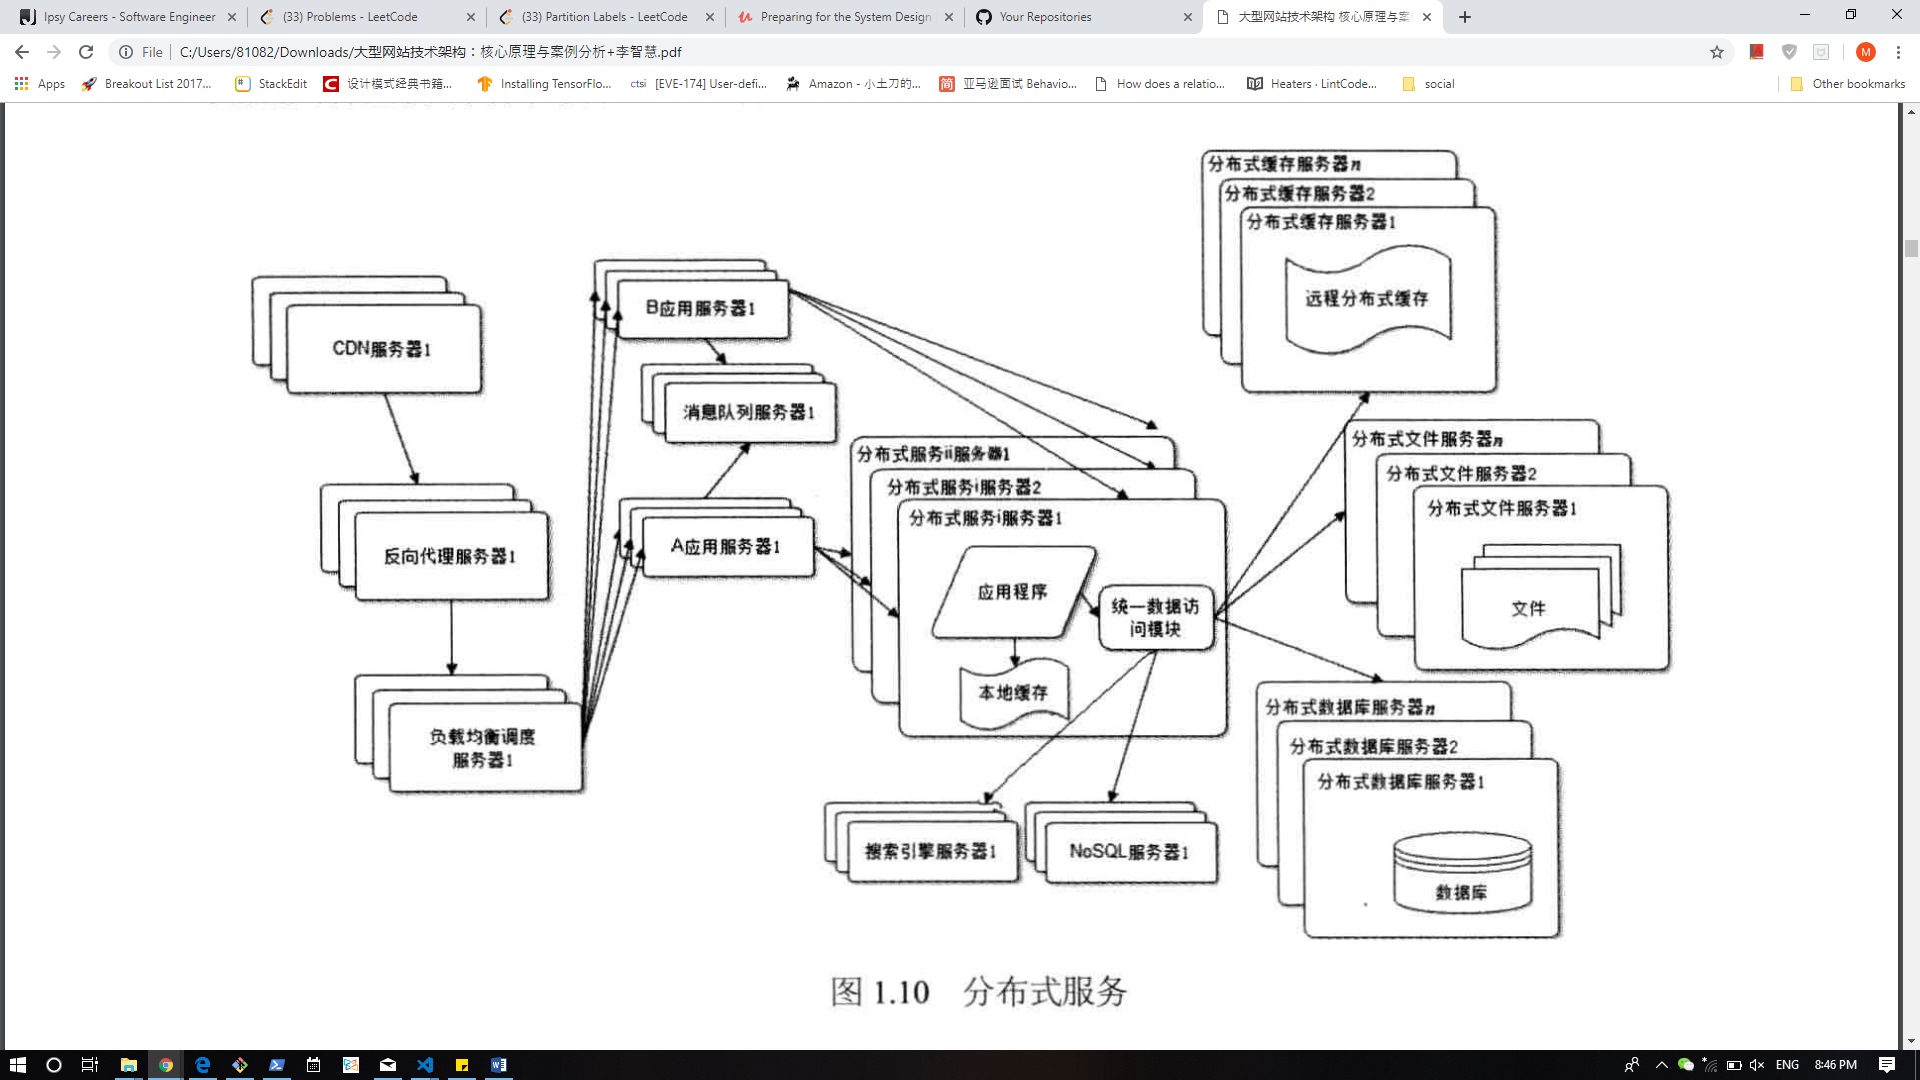 Ipsy Careers - Software Engineer
(33) Problems - LeetCode
(33) Partition Labels - LeetCode
Preparing for the System Design
Your Repositories
大型网站技术架构 核心原理与案
File
C:/Users/81082/Downloads/大型网站技术架构：核心原理与案例分析+李智慧.pdf
M
Apps
Breakout List 2017...
StackEdit
设计模式经典书籍...
Installing TensorFlo...
ctsi
[EVE-174] User-defi...
Amazon - 小土刀的...
简
亚马逊面试 Behavio...
How does a relatio...
Heaters · LintCode...
social
Other bookmarks
分布式缓存服务器n
分布式缓存服务器2
分布式缓存服务器1
远程分布式缓存
B应用服务器1
CDN服务器1
消息队列服务器1
分布式文件服务器n
分布式服务ii服务器1
分布式文件服务器2
分布式服务i服务器2
分布式文件服务器1
分布式服务i服务器1
A应用服务器1
反向代理服务器1
应用程序
统一数据访
问模块
文件
本地缓存
分布式数据库服务器n
负载均衡调度
服务器1
分布式数据库服务器2
分布式数据库服务器1
搜索引擎服务器1
NoSQL服务器1
数据库
图 1.10 分布式服务
ENG
8:46 PM